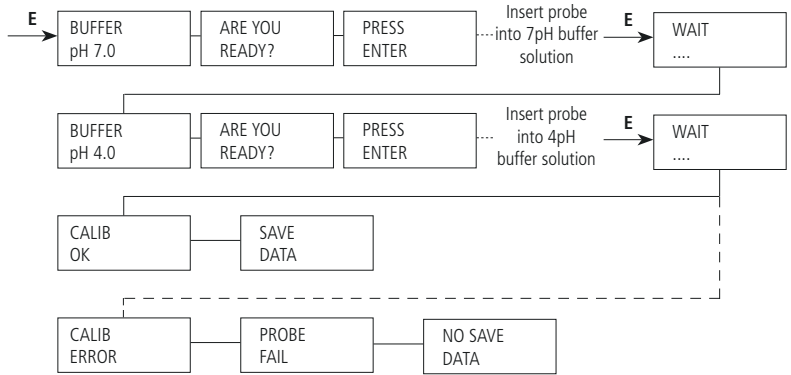 E
BUFFER
pH 7.0
ARE YOU
READY?
PRESS
ENTER
Insert probe
into 7pH buffer
solution
E
WAIT
....
BUFFER
pH 4.0
ARE YOU
READY?
PRESS
ENTER
Insert probe
into 4pH
buffer solution
E
WAIT
....
CALIB
OK
SAVE
DATA
CALIB
ERROR
PROBE
FAIL
NO SAVE
DATA